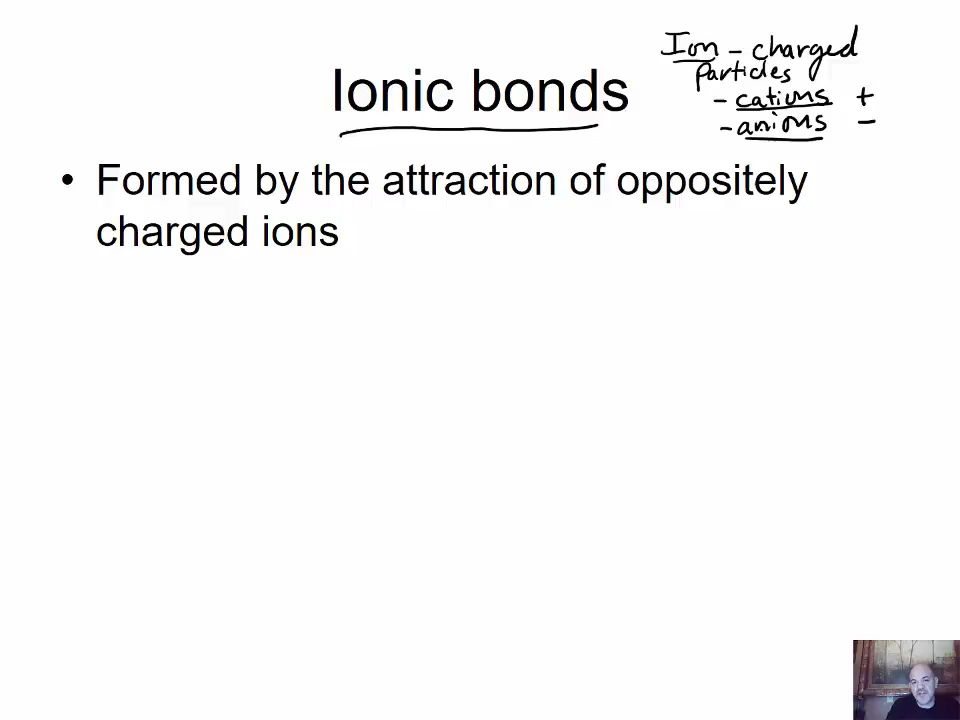 Ion - charged
particles
- cations +
- anions -
Ionic bonds
• Formed by the attraction of oppositely
charged ions